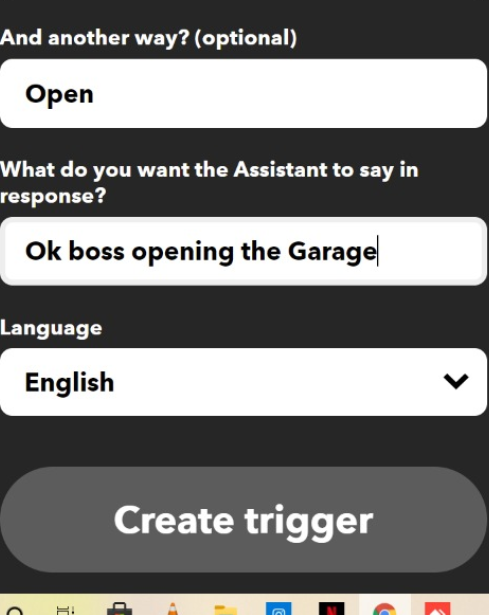 And another way? (optional)
Open
What do you want the Assistant to say in
response?
Ok boss opening the Garage
Language
English
Create trigger
N